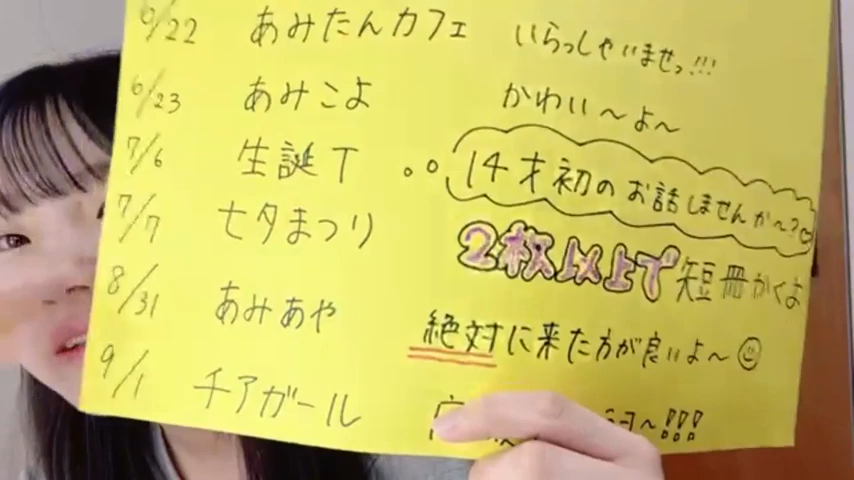 6/22 あみたんカフェ いらっしゃいませっ!!!
6/23 あみこよ かわいい〜よ〜
7/6 生誕T 。○ 14才初のお話しませんか〜?♡
7/7 七夕まつり 2枚以上で短冊かくよ
8/31 あみあや 絶対に来た方が良いよ〜☺
9/1 チアガール 〜!!!